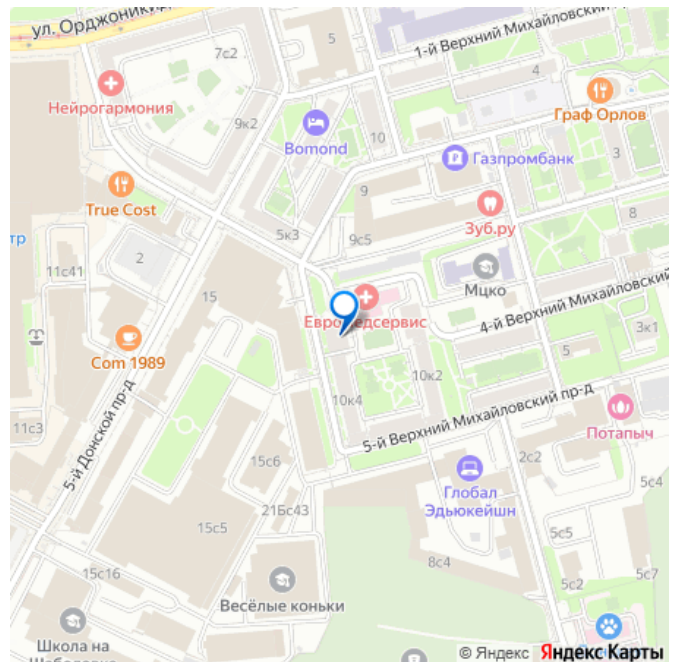 ул. Орджоникид
1-й Верхний Михайловский
7с2
5
4
Нейрогармония
9к2
Bomond
10
Граф Орлов
Газпромбанк
3
True Cost
9
5к3
9с5
Зуб.ру
8
тр
2
11с41
15
Мцко
Евромедсервис
4-й Верхний Михайловский
3к1
Com 1989
5
10к2
10к4
11с3
5-й Донской пр-д
5-й Верхний Михайловский пр-д
Потапыч
15с6
2с2
Глобал
Эдьюкейшн
5с4
21Бс43
15с5
5с5
8с4
15с16
5с2
5с7
Весёлые коньки
Школа на
© Яндекс Яндекс Карты